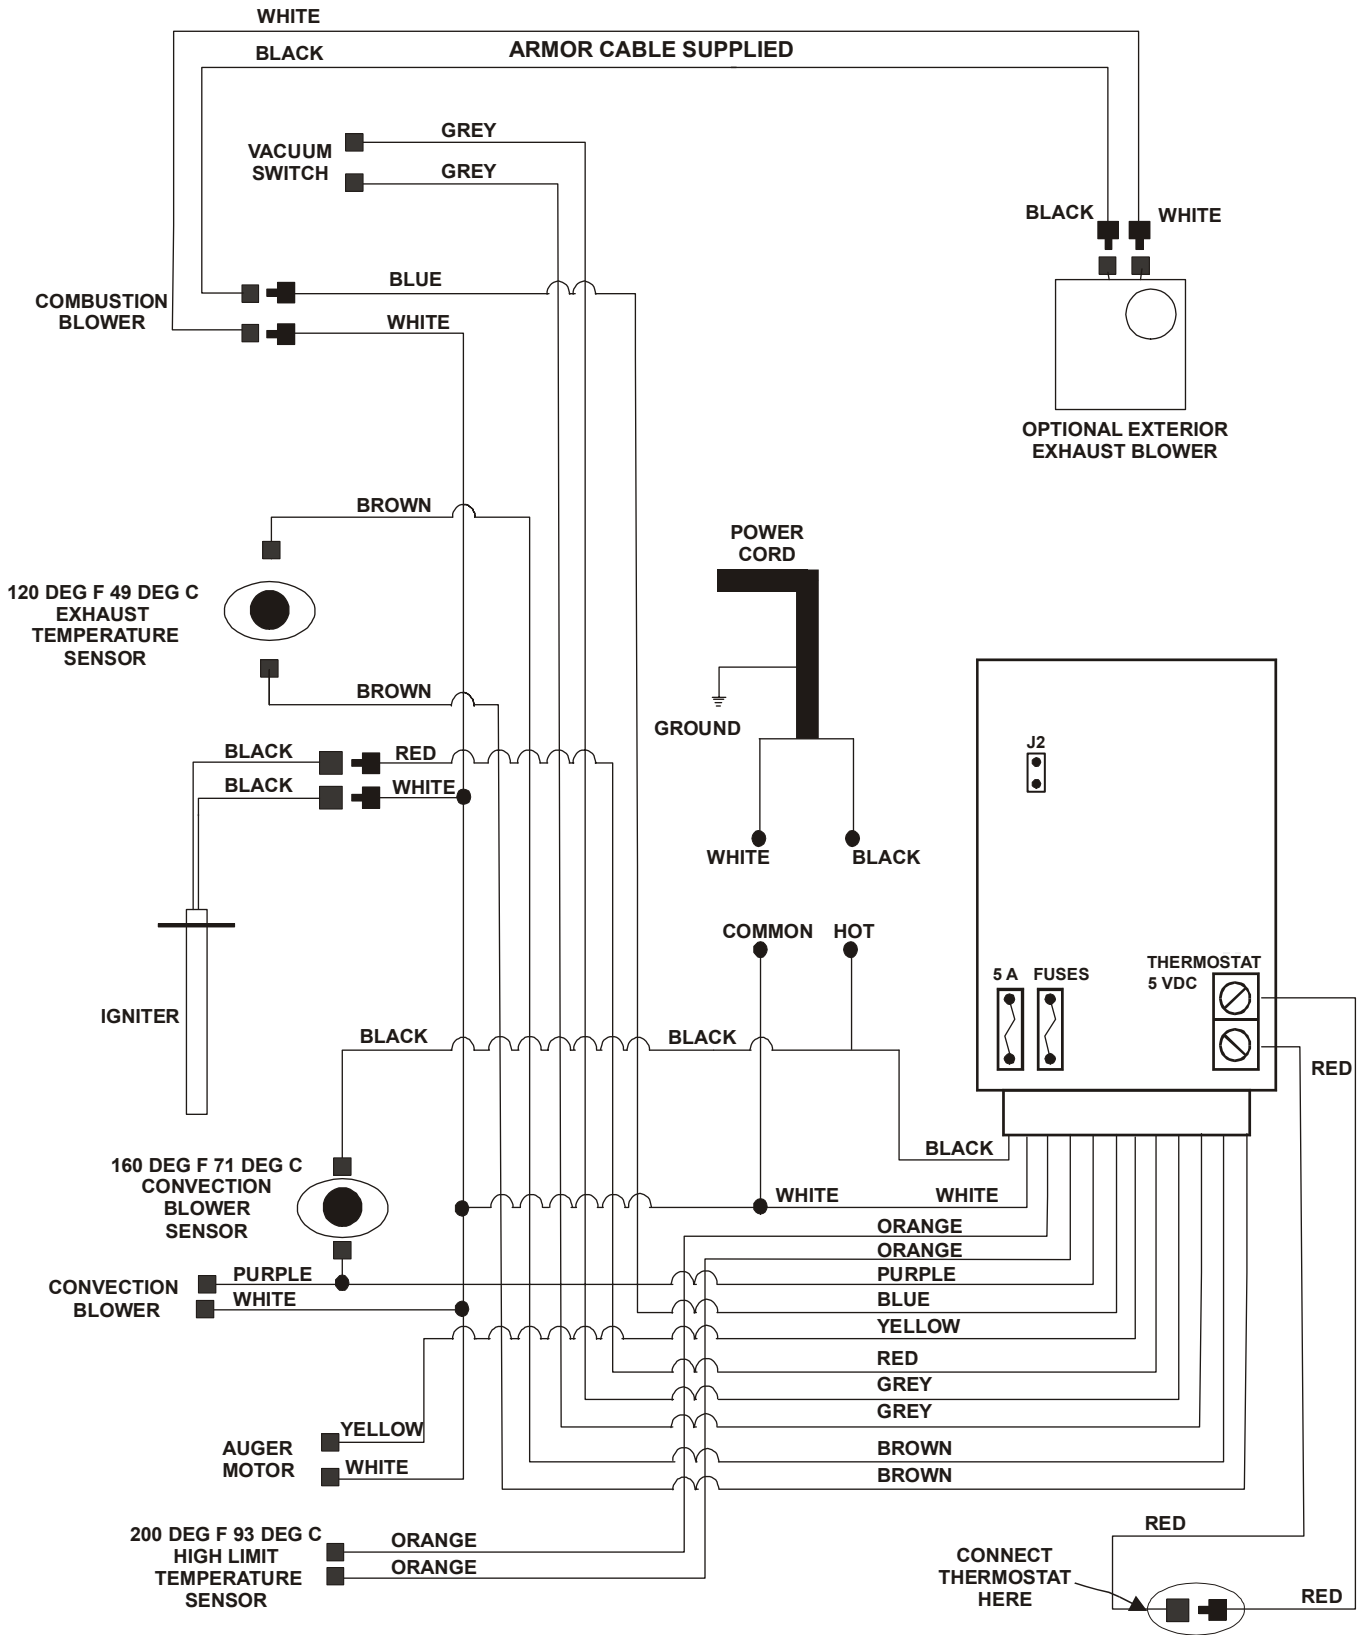 WHITE
BLACK
ARMOR CABLE SUPPLIED
GREY
VACUUM
SWITCH
GREY
BLACK
WHITE
BLUE
COMBUSTION
BLOWER
WHITE
OPTIONAL EXTERIOR
EXHAUST BLOWER
BROWN
POWER
CORD
120 DEG F 49 DEG C
EXHAUST
TEMPERATURE
SENSOR
BROWN
GROUND
BLACK
RED
BLACK
WHITE
J2
WHITE
BLACK
COMMON
HOT
IGNITER
5 A
FUSES
THERMOSTAT
5 VDC
BLACK
BLACK
RED
BLACK
160 DEG F 71 DEG C
CONVECTION
BLOWER
SENSOR
WHITE
WHITE
ORANGE
ORANGE
CONVECTION
BLOWER
PURPLE
WHITE
PURPLE
BLUE
YELLOW
RED
GREY
GREY
YELLOW
AUGER
MOTOR
WHITE
BROWN
BROWN
200 DEG F 93 DEG C
HIGH LIMIT
TEMPERATURE
SENSOR
ORANGE
ORANGE
RED
CONNECT
THERMOSTAT
HERE
RED